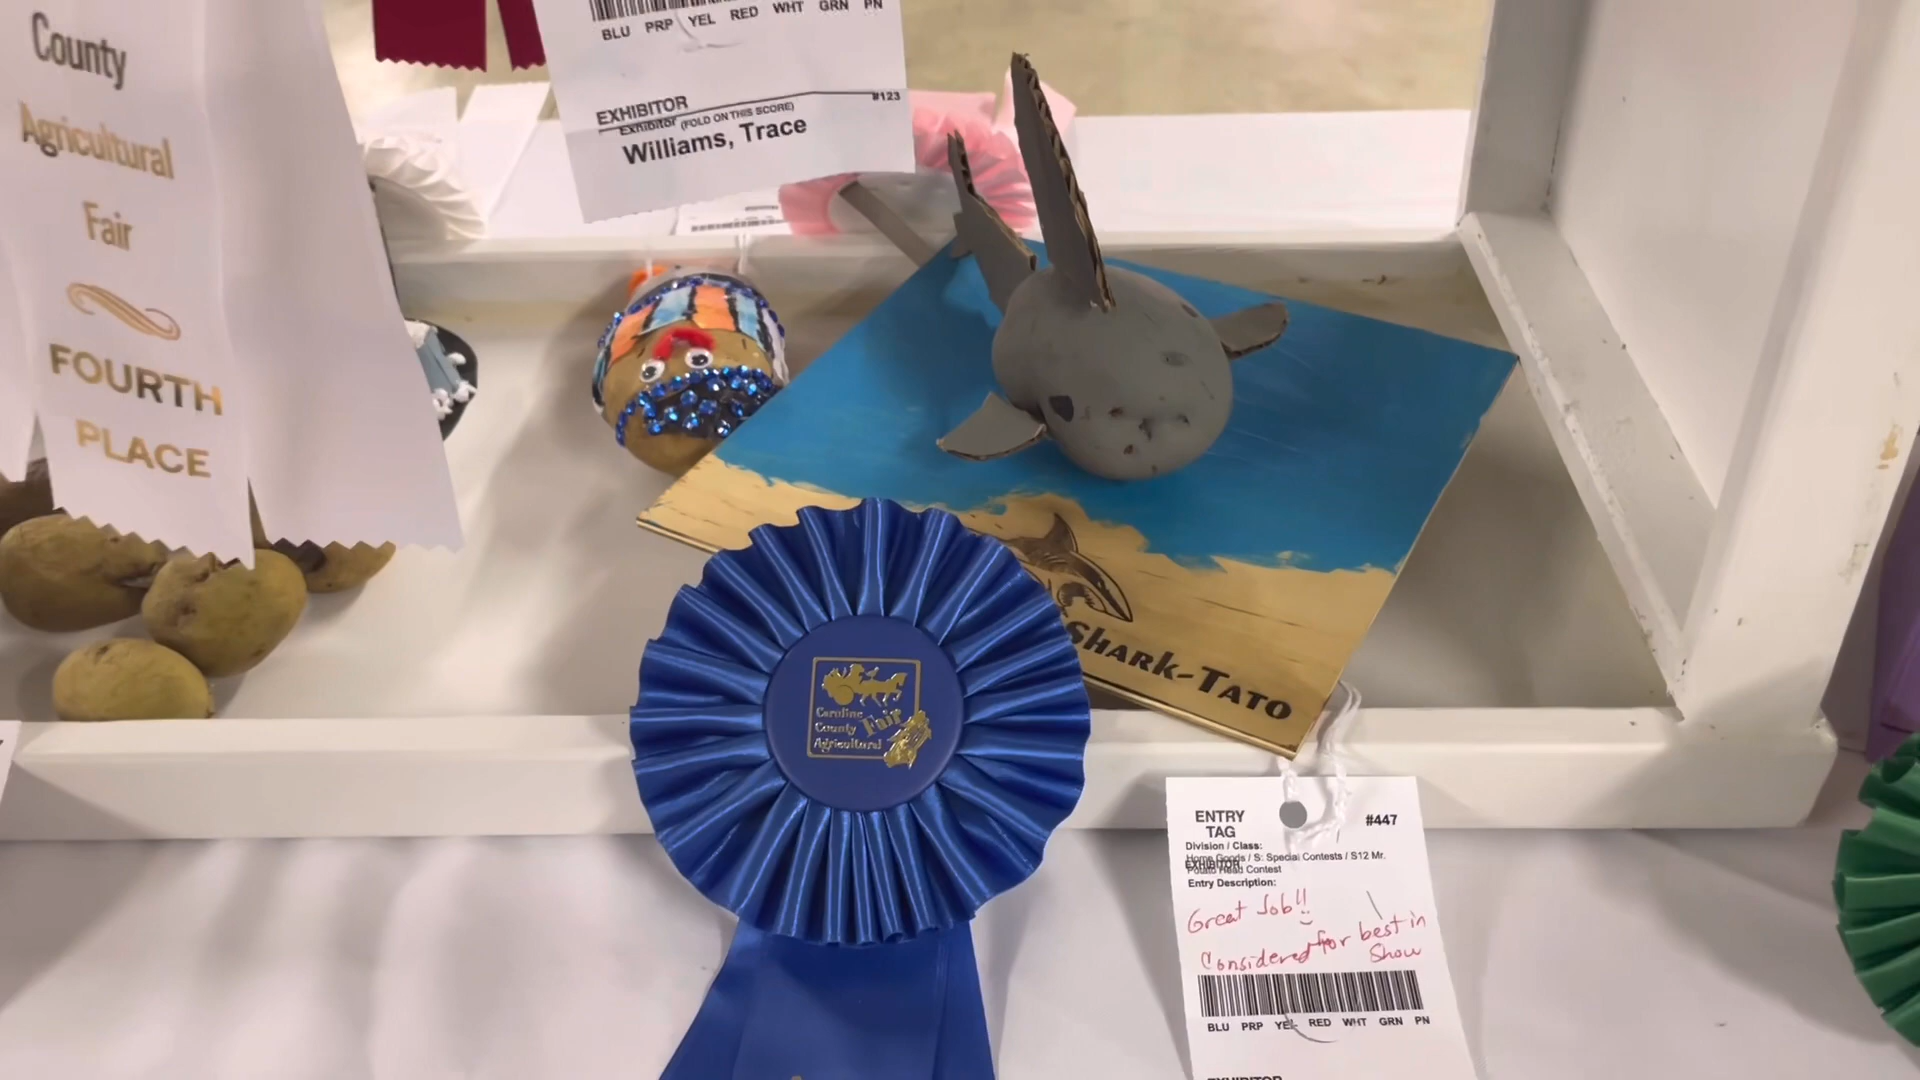 County
Agricultural
Fair
FOURTH
PLACE
BLU PRP YEL RED WHT GRN PN
EXHIBITOR #123
Exhibitor (FOLD ON THIS SCORE)
Williams, Trace
Shark-Tato
Caroline
County Fair
Agricultural
ENTRY
TAG
#447
Division / Class:
Home Goods / S: Special Contests / S12 Mr.
EXHIBITOR
Potato Head Contest
Entry Description:
Great Job!!
Considered for best in
Show
BLU PRP YEL RED WHT GRN PN
EXHIBITOR